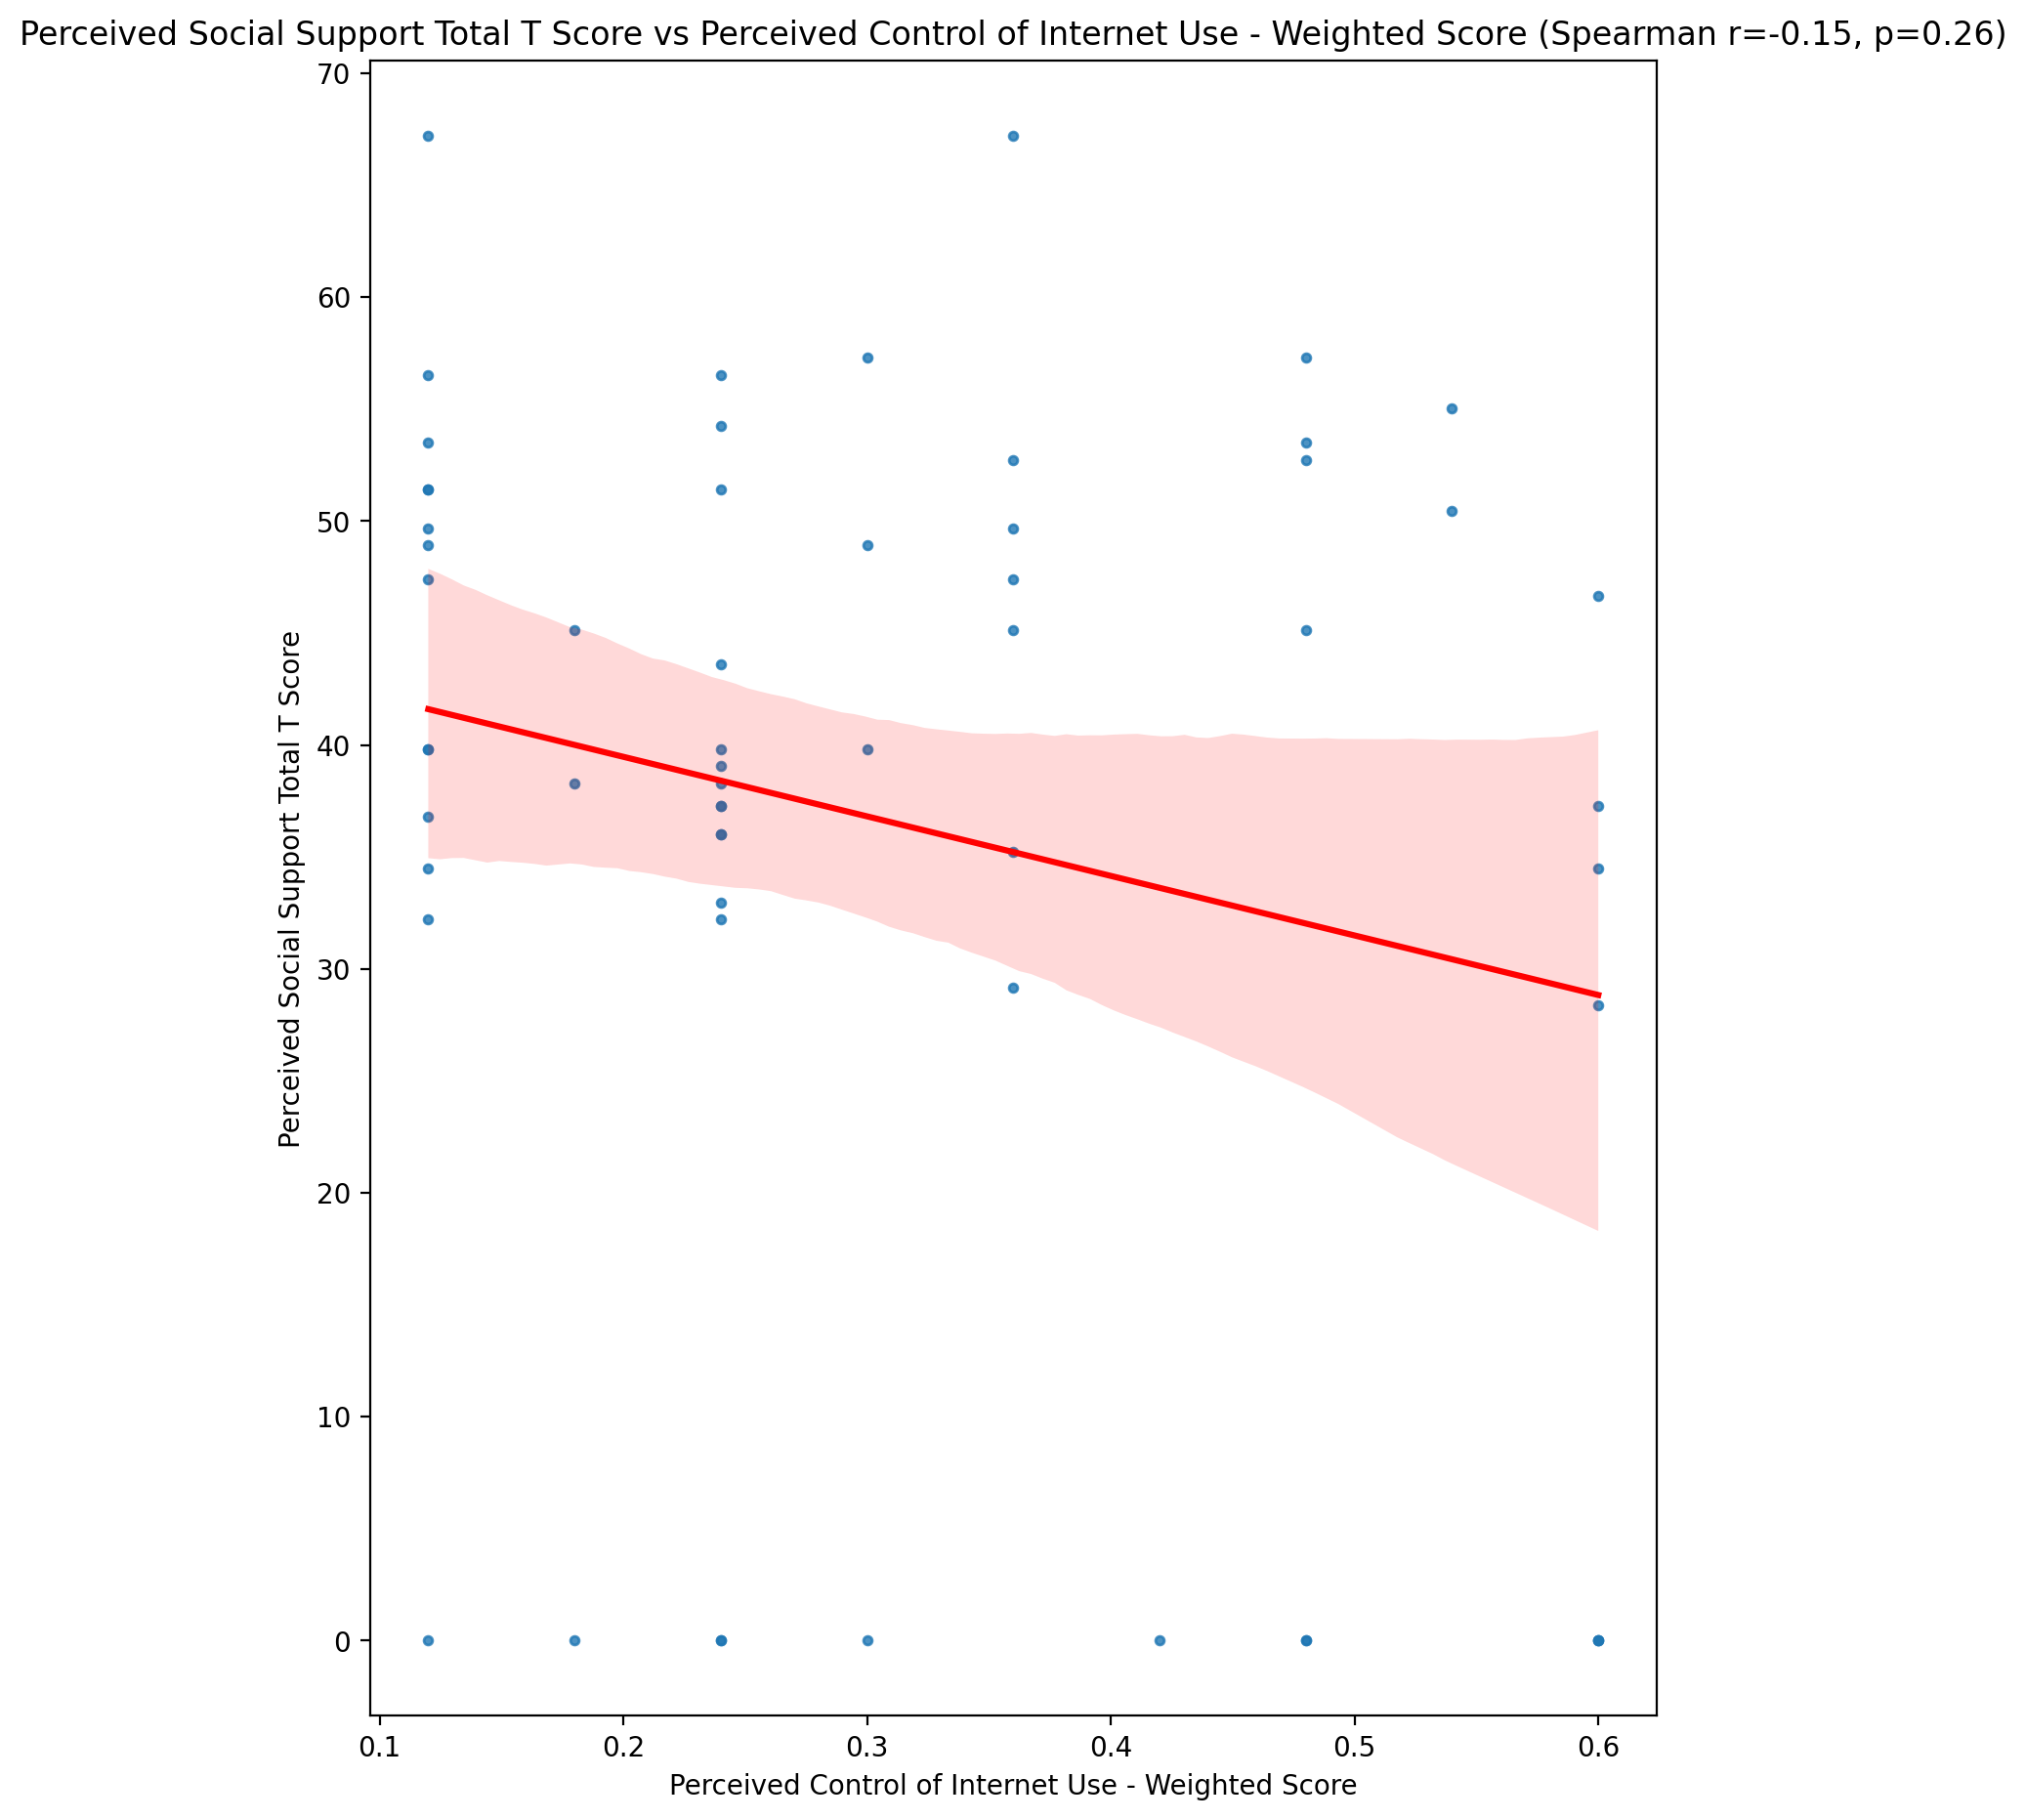 Perceived Social Support Total T Score vs Perceived Control of Internet Use - Weighted Score (Spearman r=-0.15, p=0.26)
Perceived Social Support Total T Score
70
60
50
40
30
20
10
0
0.1 0.2 0.3 0.4 0.5 0.6
Perceived Control of Internet Use - Weighted Score